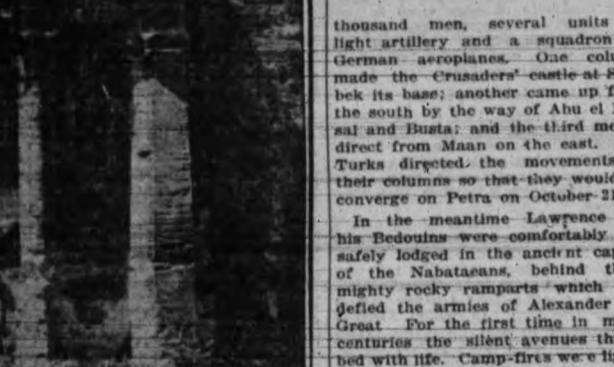 thousand men, several units
light artillery and a squadron
German aeroplanes. One colu
made the Crusaders' castle at S
bek its base; another came up f
the south by the way of Abu el
sal and Busta; and the third mo
direct from Maan on the east.
Turks directed the movements
their columns so that they would
converge on Petra on October 21
In the meantime Lawrence
his Bedouins were comfortably
safely lodged in the ancient cap
of the Nabataeans, behind th
mighty rocky ramparts which
defied the armies of Alexander
Great For the first time in m
centuries the silent avenues th
bed with life. Camp-fires were li